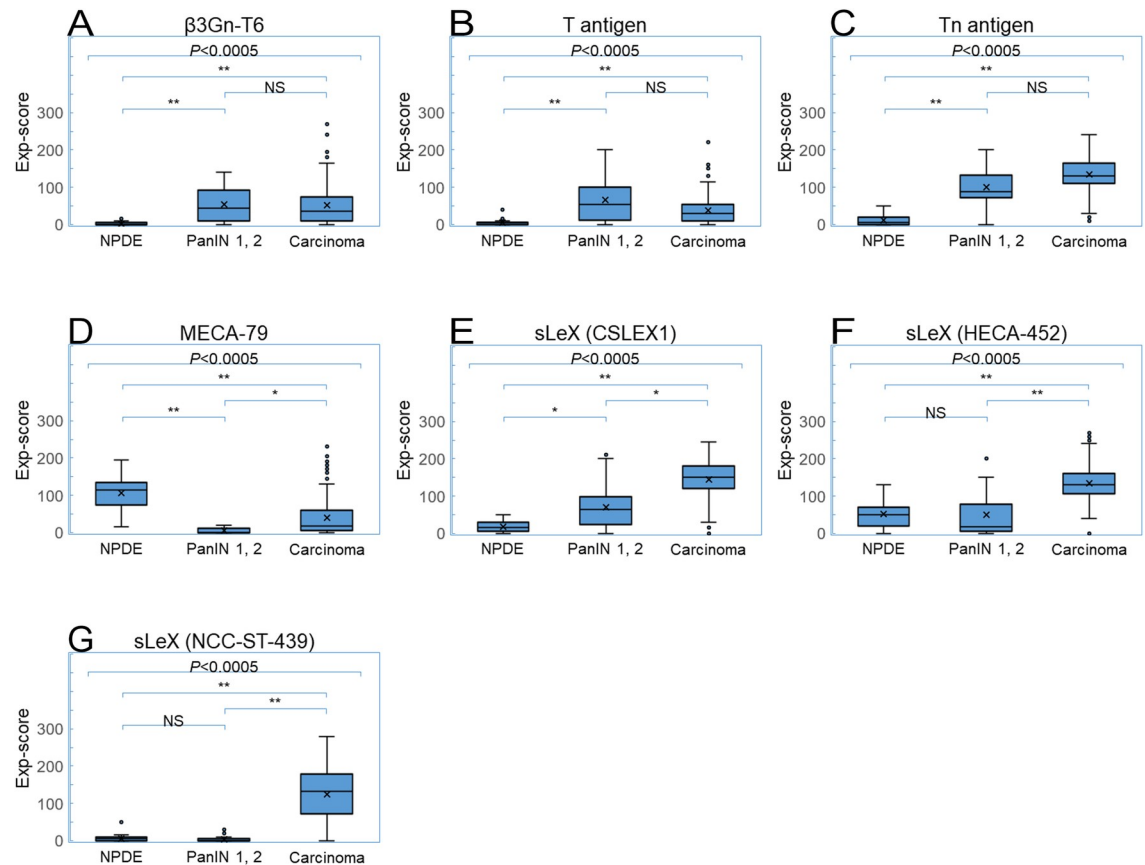 A
β3Gn-T6
P<0.0005
**
NS
**
Exp-score
300
200
100
0
NPDE PanIN 1, 2 Carcinoma
B
T antigen
P<0.0005
**
NS
**
Exp-score
300
200
100
0
NPDE PanIN 1, 2 Carcinoma
C
Tn antigen
P<0.0005
**
NS
**
Exp-score
300
200
100
0
NPDE PanIN 1, 2 Carcinoma
D
MECA-79
P<0.0005
**
*
**
Exp-score
300
200
100
0
NPDE PanIN 1, 2 Carcinoma
E
sLeX (CSLEX1)
P<0.0005
**
*
*
Exp-score
300
200
100
0
NPDE PanIN 1, 2 Carcinoma
F
sLeX (HECA-452)
P<0.0005
**
**
NS
Exp-score
300
200
100
0
NPDE PanIN 1, 2 Carcinoma
G
sLeX (NCC-ST-439)
P<0.0005
**
**
NS
Exp-score
300
200
100
0
NPDE PanIN 1, 2 Carcinoma